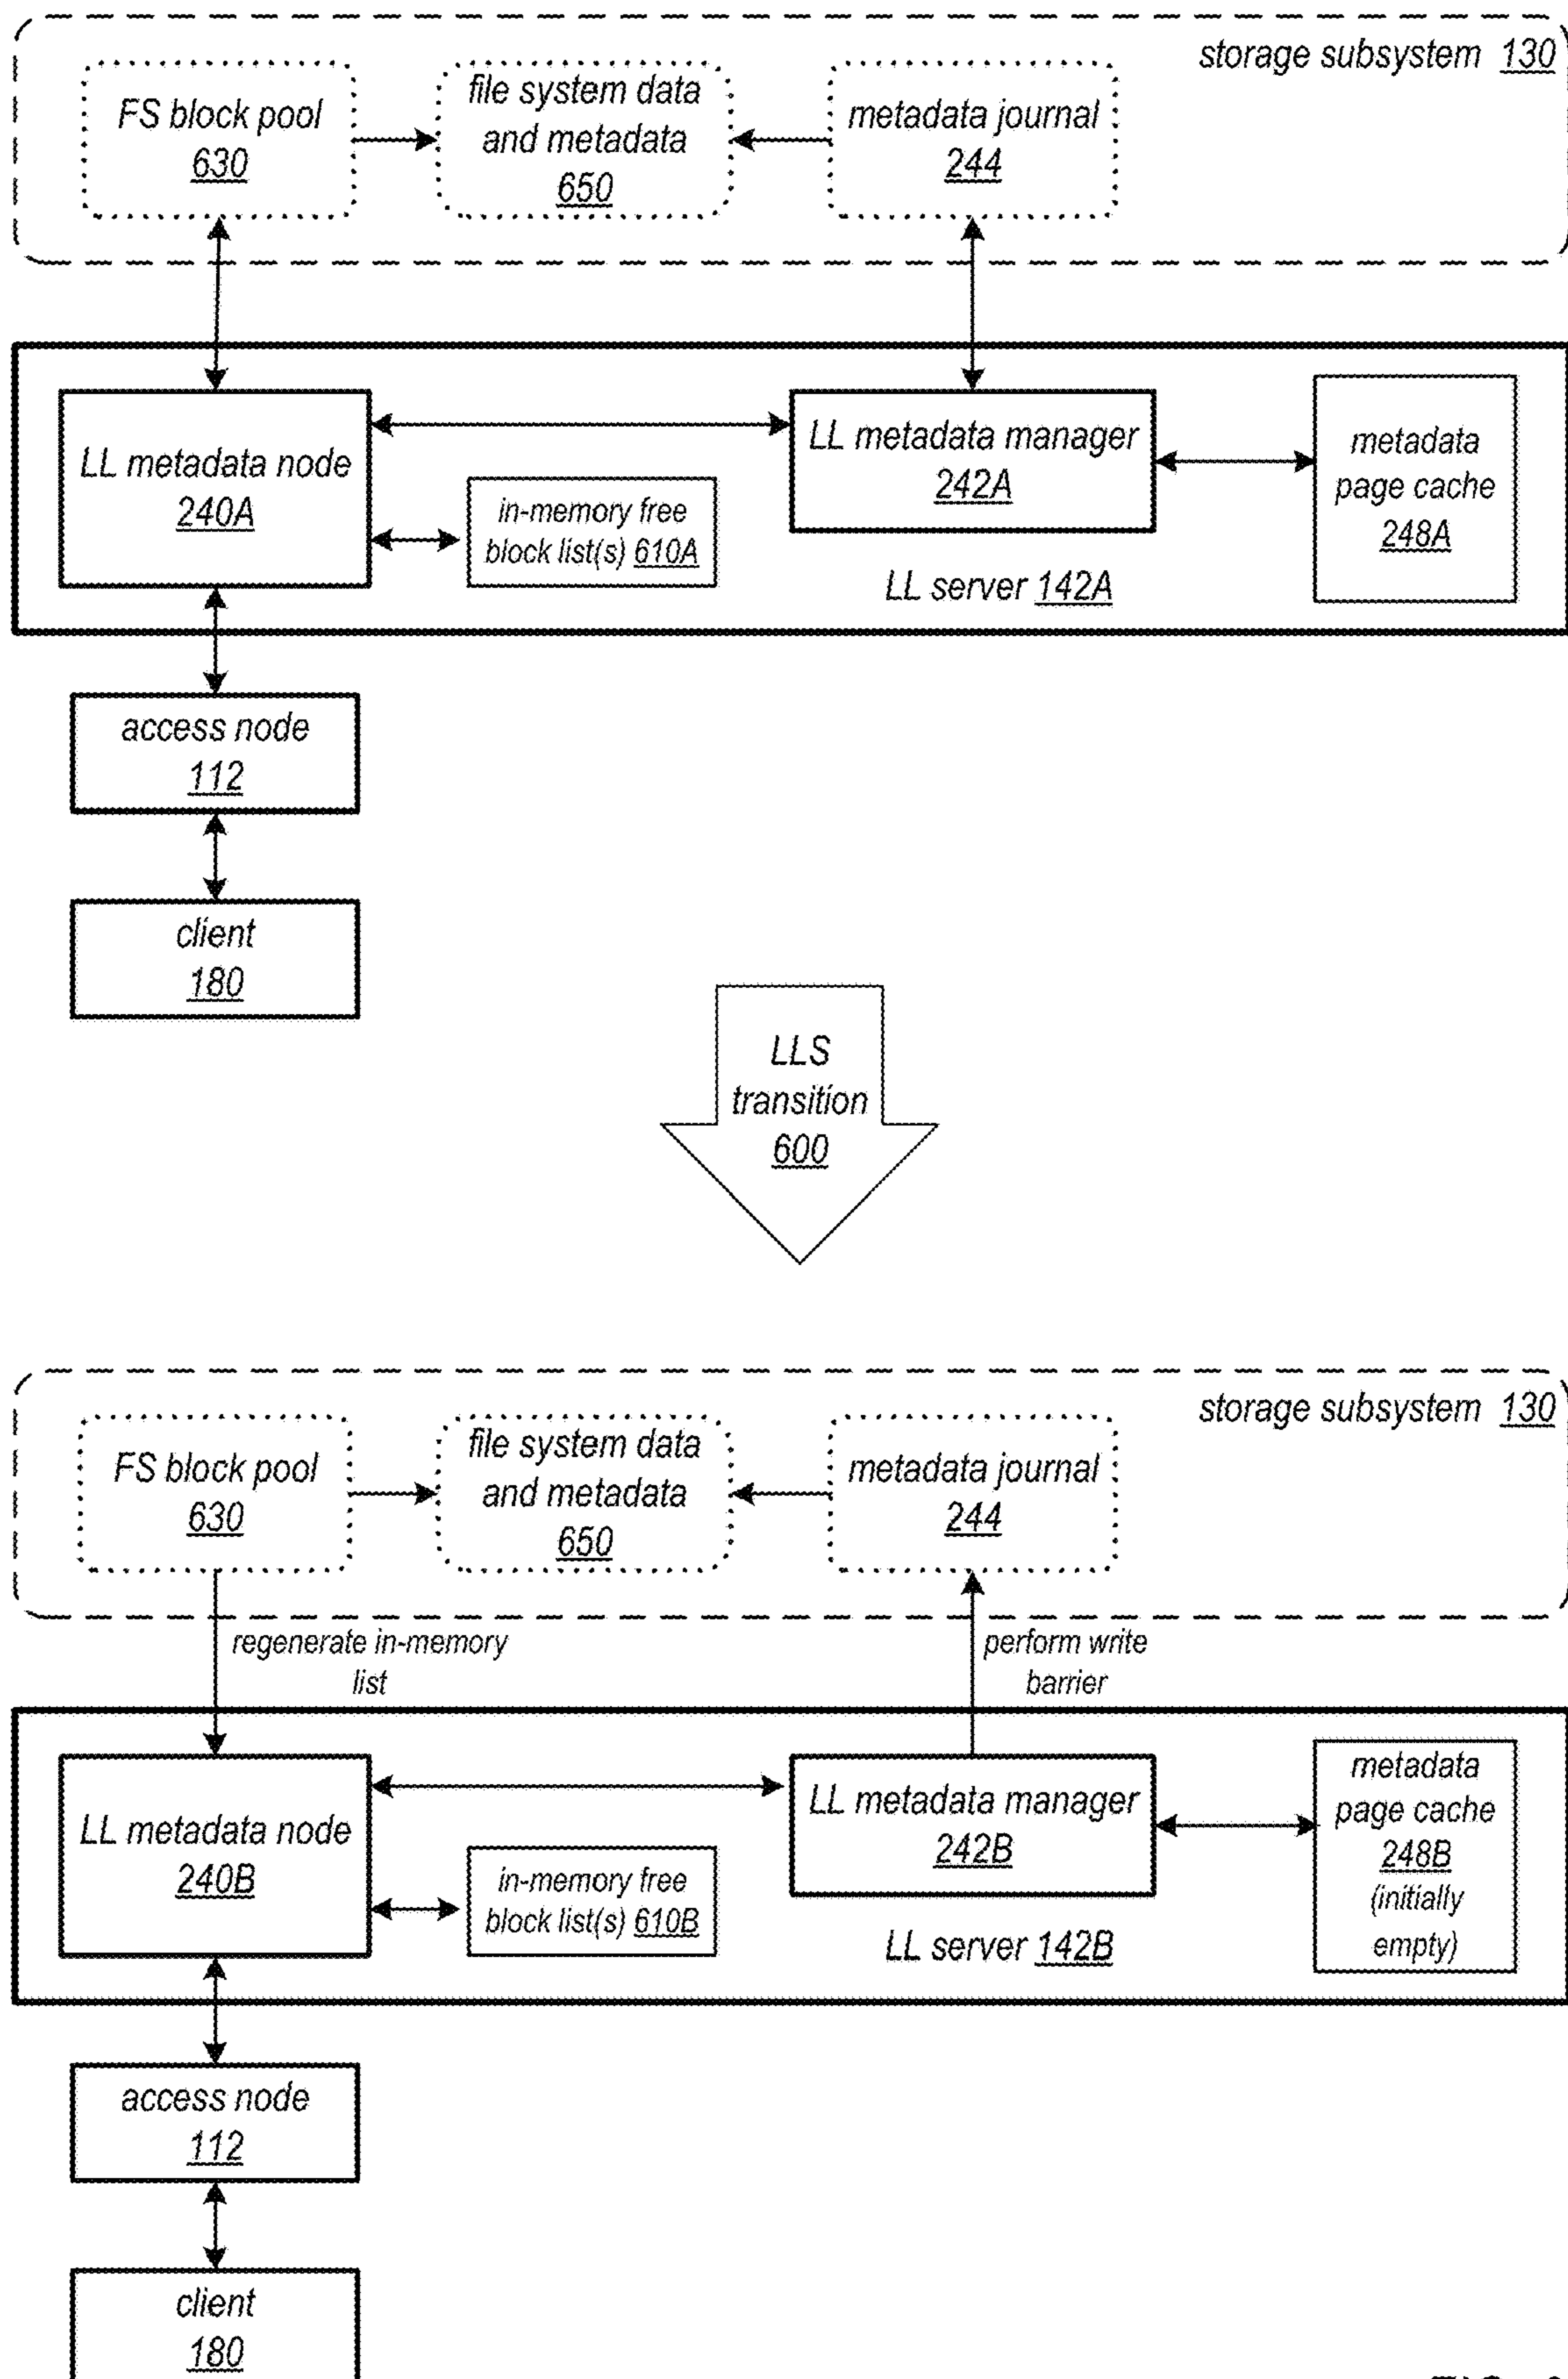 storage subsystem 130
FS block pool
630
file system data
and metadata
650
metadata journal
244
LL metadata node
240A
in-memory free
block list(s) 610A
LL metadata manager
242A
LL server 142A
metadata
page cache
248A
access node
112
client
180
LLS
transition
600
storage subsystem 130
FS block pool
630
file system data
and metadata
650
metadata journal
244
regenerate in-memory
list
perform write
barrier
LL metadata node
240B
in-memory free
block list(s) 610B
LL metadata manager
242B
LL server 142B
metadata
page cache
248B
(initially
empty)
access node
112
client
180